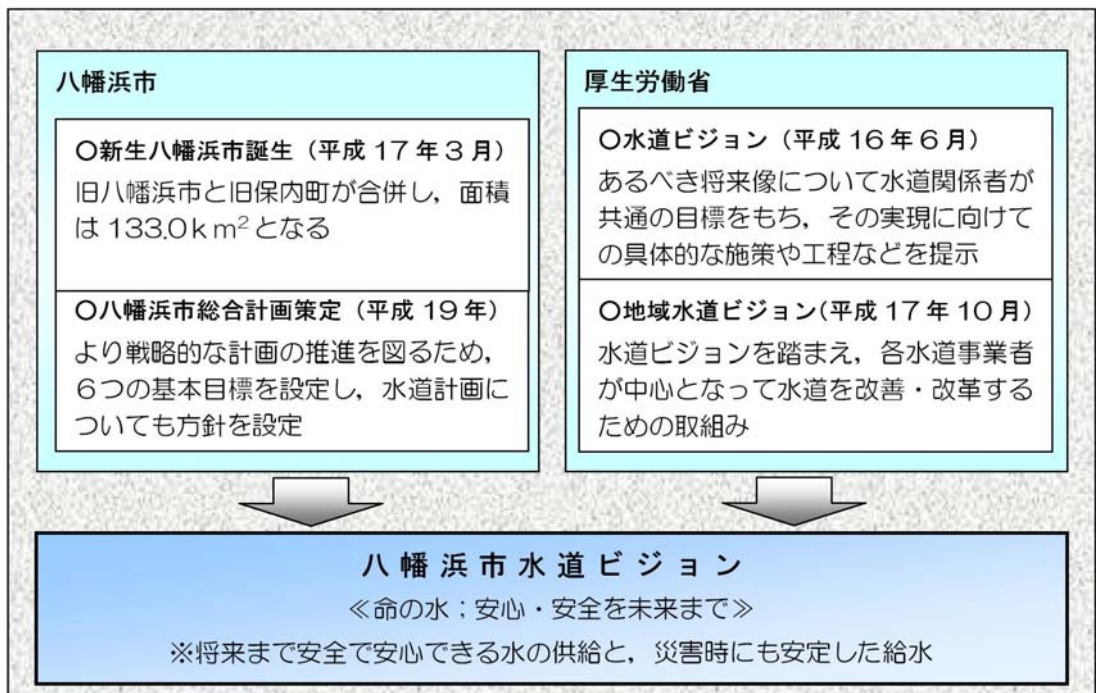 八幡浜市
○新生八幡浜市誕生（平成 17 年 3 月）
旧八幡浜市と旧保内町が合併し，面積
は 133.0ｋｍ²となる
○八幡浜市総合計画策定（平成 19 年）
より戦略的な計画の推進を図るため，
６つの基本目標を設定し，水道計画に
ついても方針を設定
厚生労働省
○水道ビジョン（平成 16 年 6 月）
あるべき将来像について水道関係者が
共通の目標をもち，その実現に向けて
の具体的な施策や工程などを提示
○地域水道ビジョン(平成 17 年 10 月)
水道ビジョンを踏まえ，各水道事業者
が中心となって水道を改善・改革する
ための取組み
八幡浜市水道ビジョン
≪命の水；安心・安全を未来まで≫
※将来まで安全で安心できる水の供給と，災害時にも安定した給水